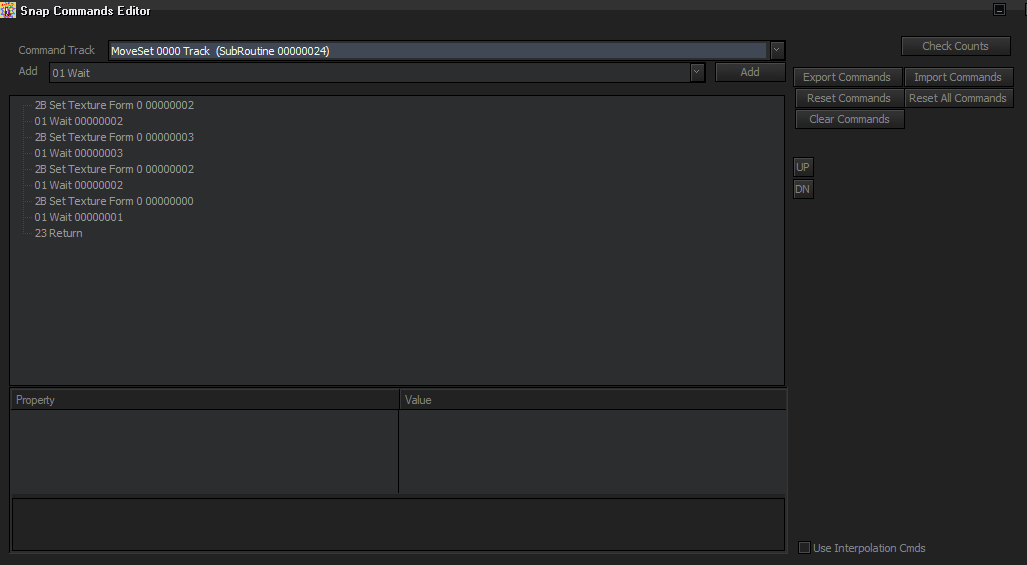 Snap Commands Editor
Command Track MoveSet 0000 Track (SubRoutine 00000024)
Check Counts
Add 01 Wait Add
Export Commands Import Commands
Reset Commands Reset All Commands
Clear Commands
2B Set Texture Form 0 00000002
01 Wait 00000002
2B Set Texture Form 0 00000003
01 Wait 00000003
2B Set Texture Form 0 00000002
01 Wait 00000002
2B Set Texture Form 0 00000000
01 Wait 00000001
23 Return
UP
DN
Property Value
Use Interpolation Cmds